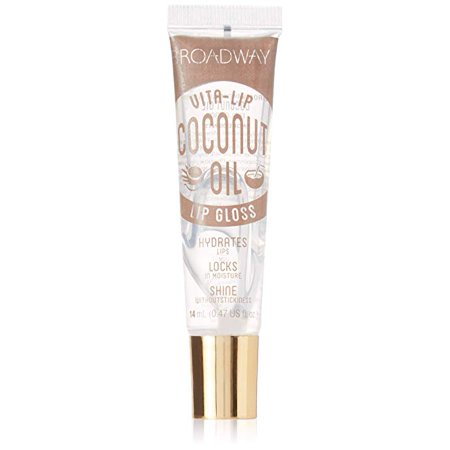 ROADWAY
VITA-LIP
COCONUT
OIL
LIP GLOSS
HYDRATES
LIPS
LOCKS
IN MOISTURE
SHINE
WITHOUT STICKINESS
14 mL (0.47 US fl oz)